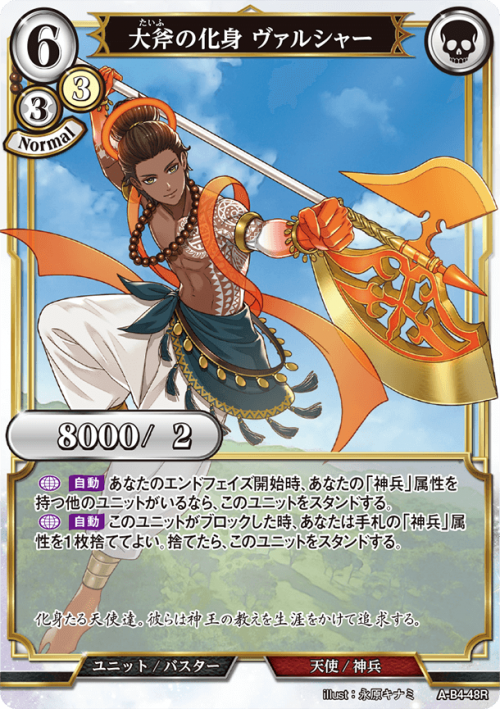 6
たいふ
大斧の化身 ヴァルシャー
3
3
Normal
8000/ 2
自動 あなたのエンドフェイズ開始時、あなたの「神兵」属性を
持つ他のユニットがいるなら、このユニットをスタンドする。
自動 このユニットがブロックした時、あなたは手札の「神兵」属
性を1枚捨ててよい。捨てたら、このユニットをスタンドする。
化身たる天使達。彼らは神王の教えを生涯をかけて追求する。
ユニット/バスター
天使/神兵
illust：永原キナミ
A-B4-48R